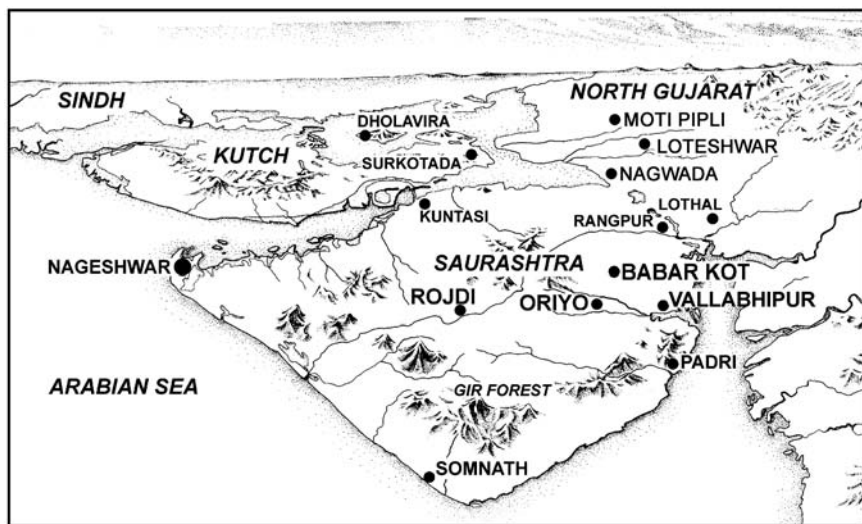 NORTH GUJARAT
SINDH
DHOLAVIRA
MOTI PIPLI
KUTCH
LOTESHWAR
SURKOTADA
NAGWADA
LOTHAL
KUNTASI
RANGPUR
NAGESHWAR
SAURASHTRA
BABAR KOT
ROJDI
ORIYO
VALLABHIPUR
PADRI
ARABIAN SEA
GIR FOREST
SOMNATH